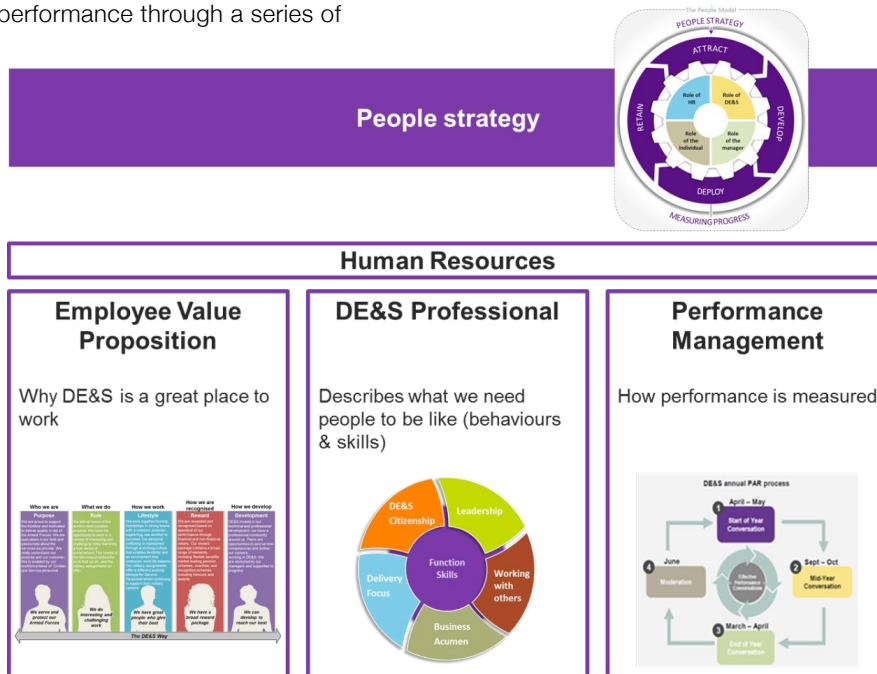 performance through a series of
The People Model
PEOPLE STRATEGY
ATTRACT
DEVELOP
DEPLOY
RETAIN
Role of
HR
Role of
DE&S
Role
of the
individual
Role
of the
manager
MEASURING PROGRESS
People strategy
Human Resources
Employee Value
Proposition
Why DE&S is a great place to
work
Who we are
What we do
How we work
How we are
recognised
How we develop
Purpose
Role
Lifestyle
Reward
Development
We serve and
protect our
Armed Forces
We do
interesting and
challenging
work
We have great
people who give
their best
We have a
broad reward
package
We can
develop to
reach our best
The DE&S Way
DE&S Professional
Describes what we need
people to be like (behaviours
& skills)
DE&S
Citizenship
Leadership
Working
with
others
Business
Acumen
Delivery
Focus
Function
Skills
Performance
Management
How performance is measured
DE&S annual PAR process
April – May
1
Start of Year
Conversation
Sept – Oct
2
Mid-Year
Conversation
March – April
3
End of Year
Conversation
June
4
Moderation
Effective
Performance
Conversations